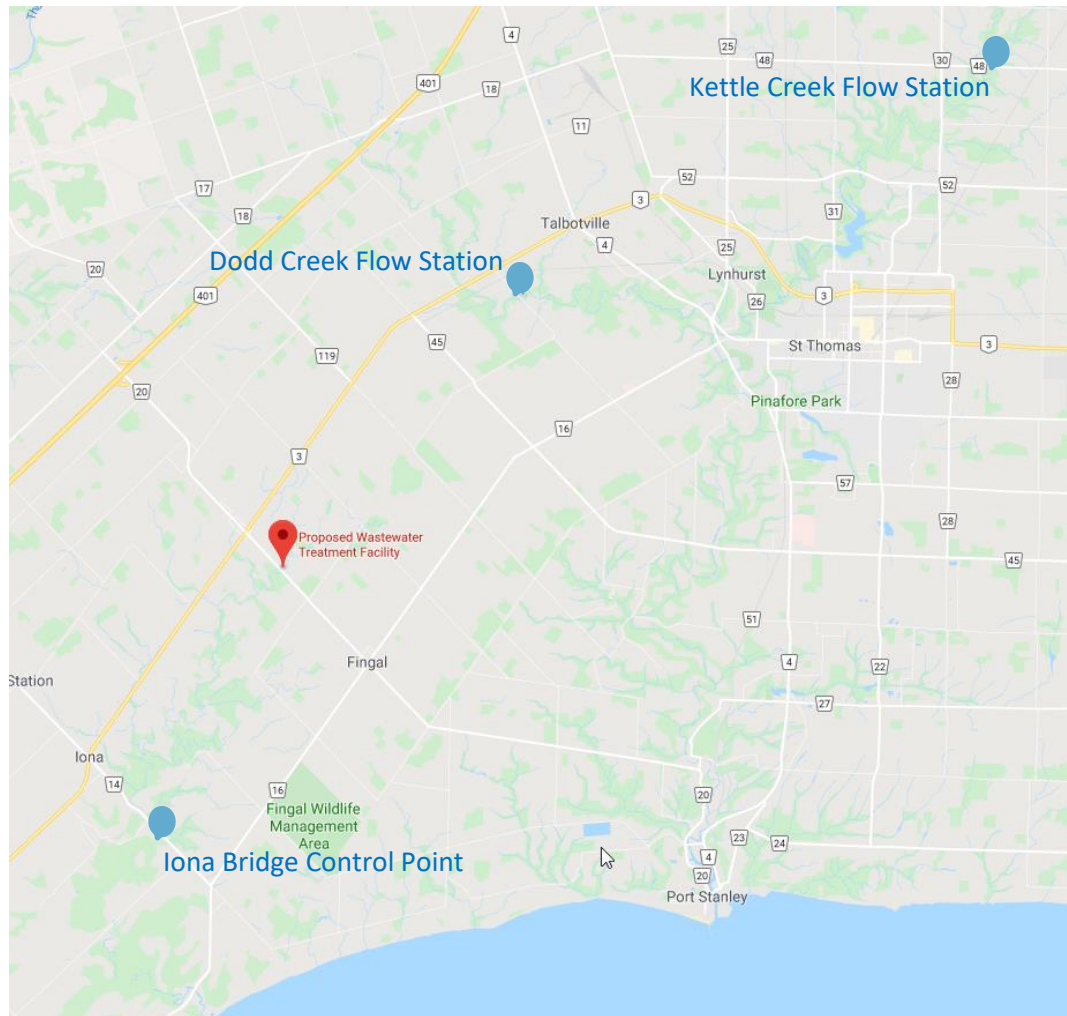 4
25
48
30
48
Kettle Creek Flow Station
401
18
11
17
18
52
52
3
31
Talbotville
4
25
Dodd Creek Flow Station
20
Lynhurst
401
26
3
45
119
St Thomas
3
20
28
Pinafore Park
16
3
57
28
Proposed Wastewater
Treatment Facility
45
51
Fingal
4
22
Station
27
Iona
14
16
20
Fingal Wildlife
Management
Area
23
24
4
Iona Bridge Control Point
20
Port Stanley